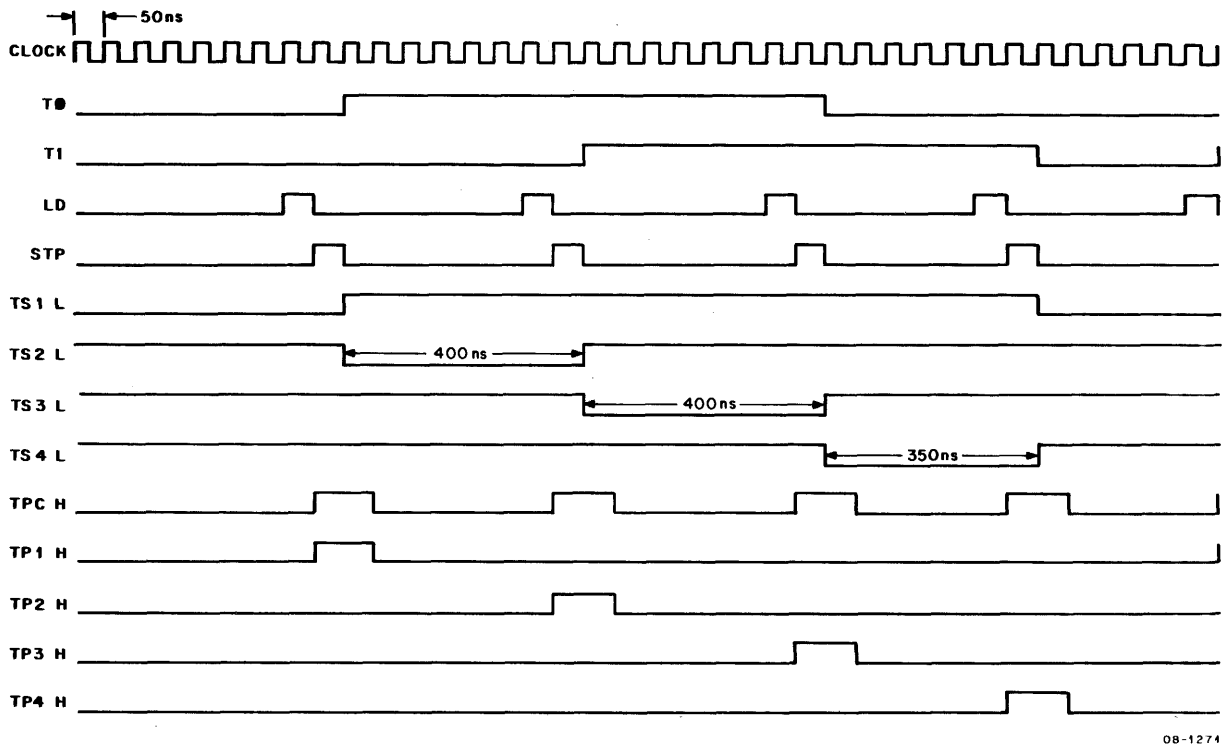 50ns
CLOCK
T0
T1
LD
STP
TS1 L
TS2 L 400ns
TS3 L 400ns
TS4 L 350ns
TPC H
TP1 H
TP2 H
TP3 H
TP4 H
08-1271